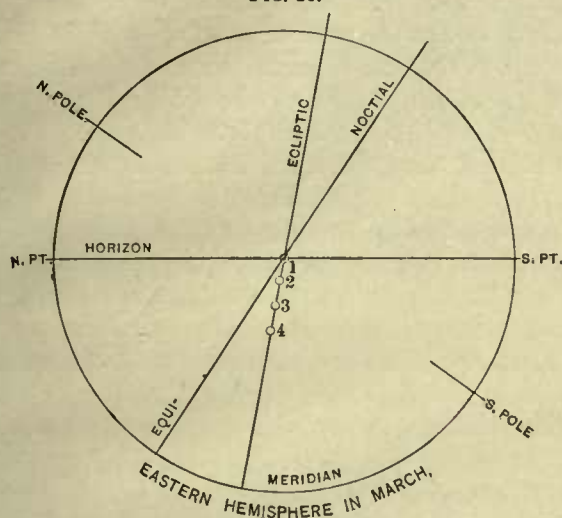 N. POLE.
ECLIPTIC
NOCTIAL
N. PT.
HORIZON
S. PT.
1
2
3
4
EQUI-
S. POLE
MERIDIAN
EASTERN HEMISPHERE IN MARCH,